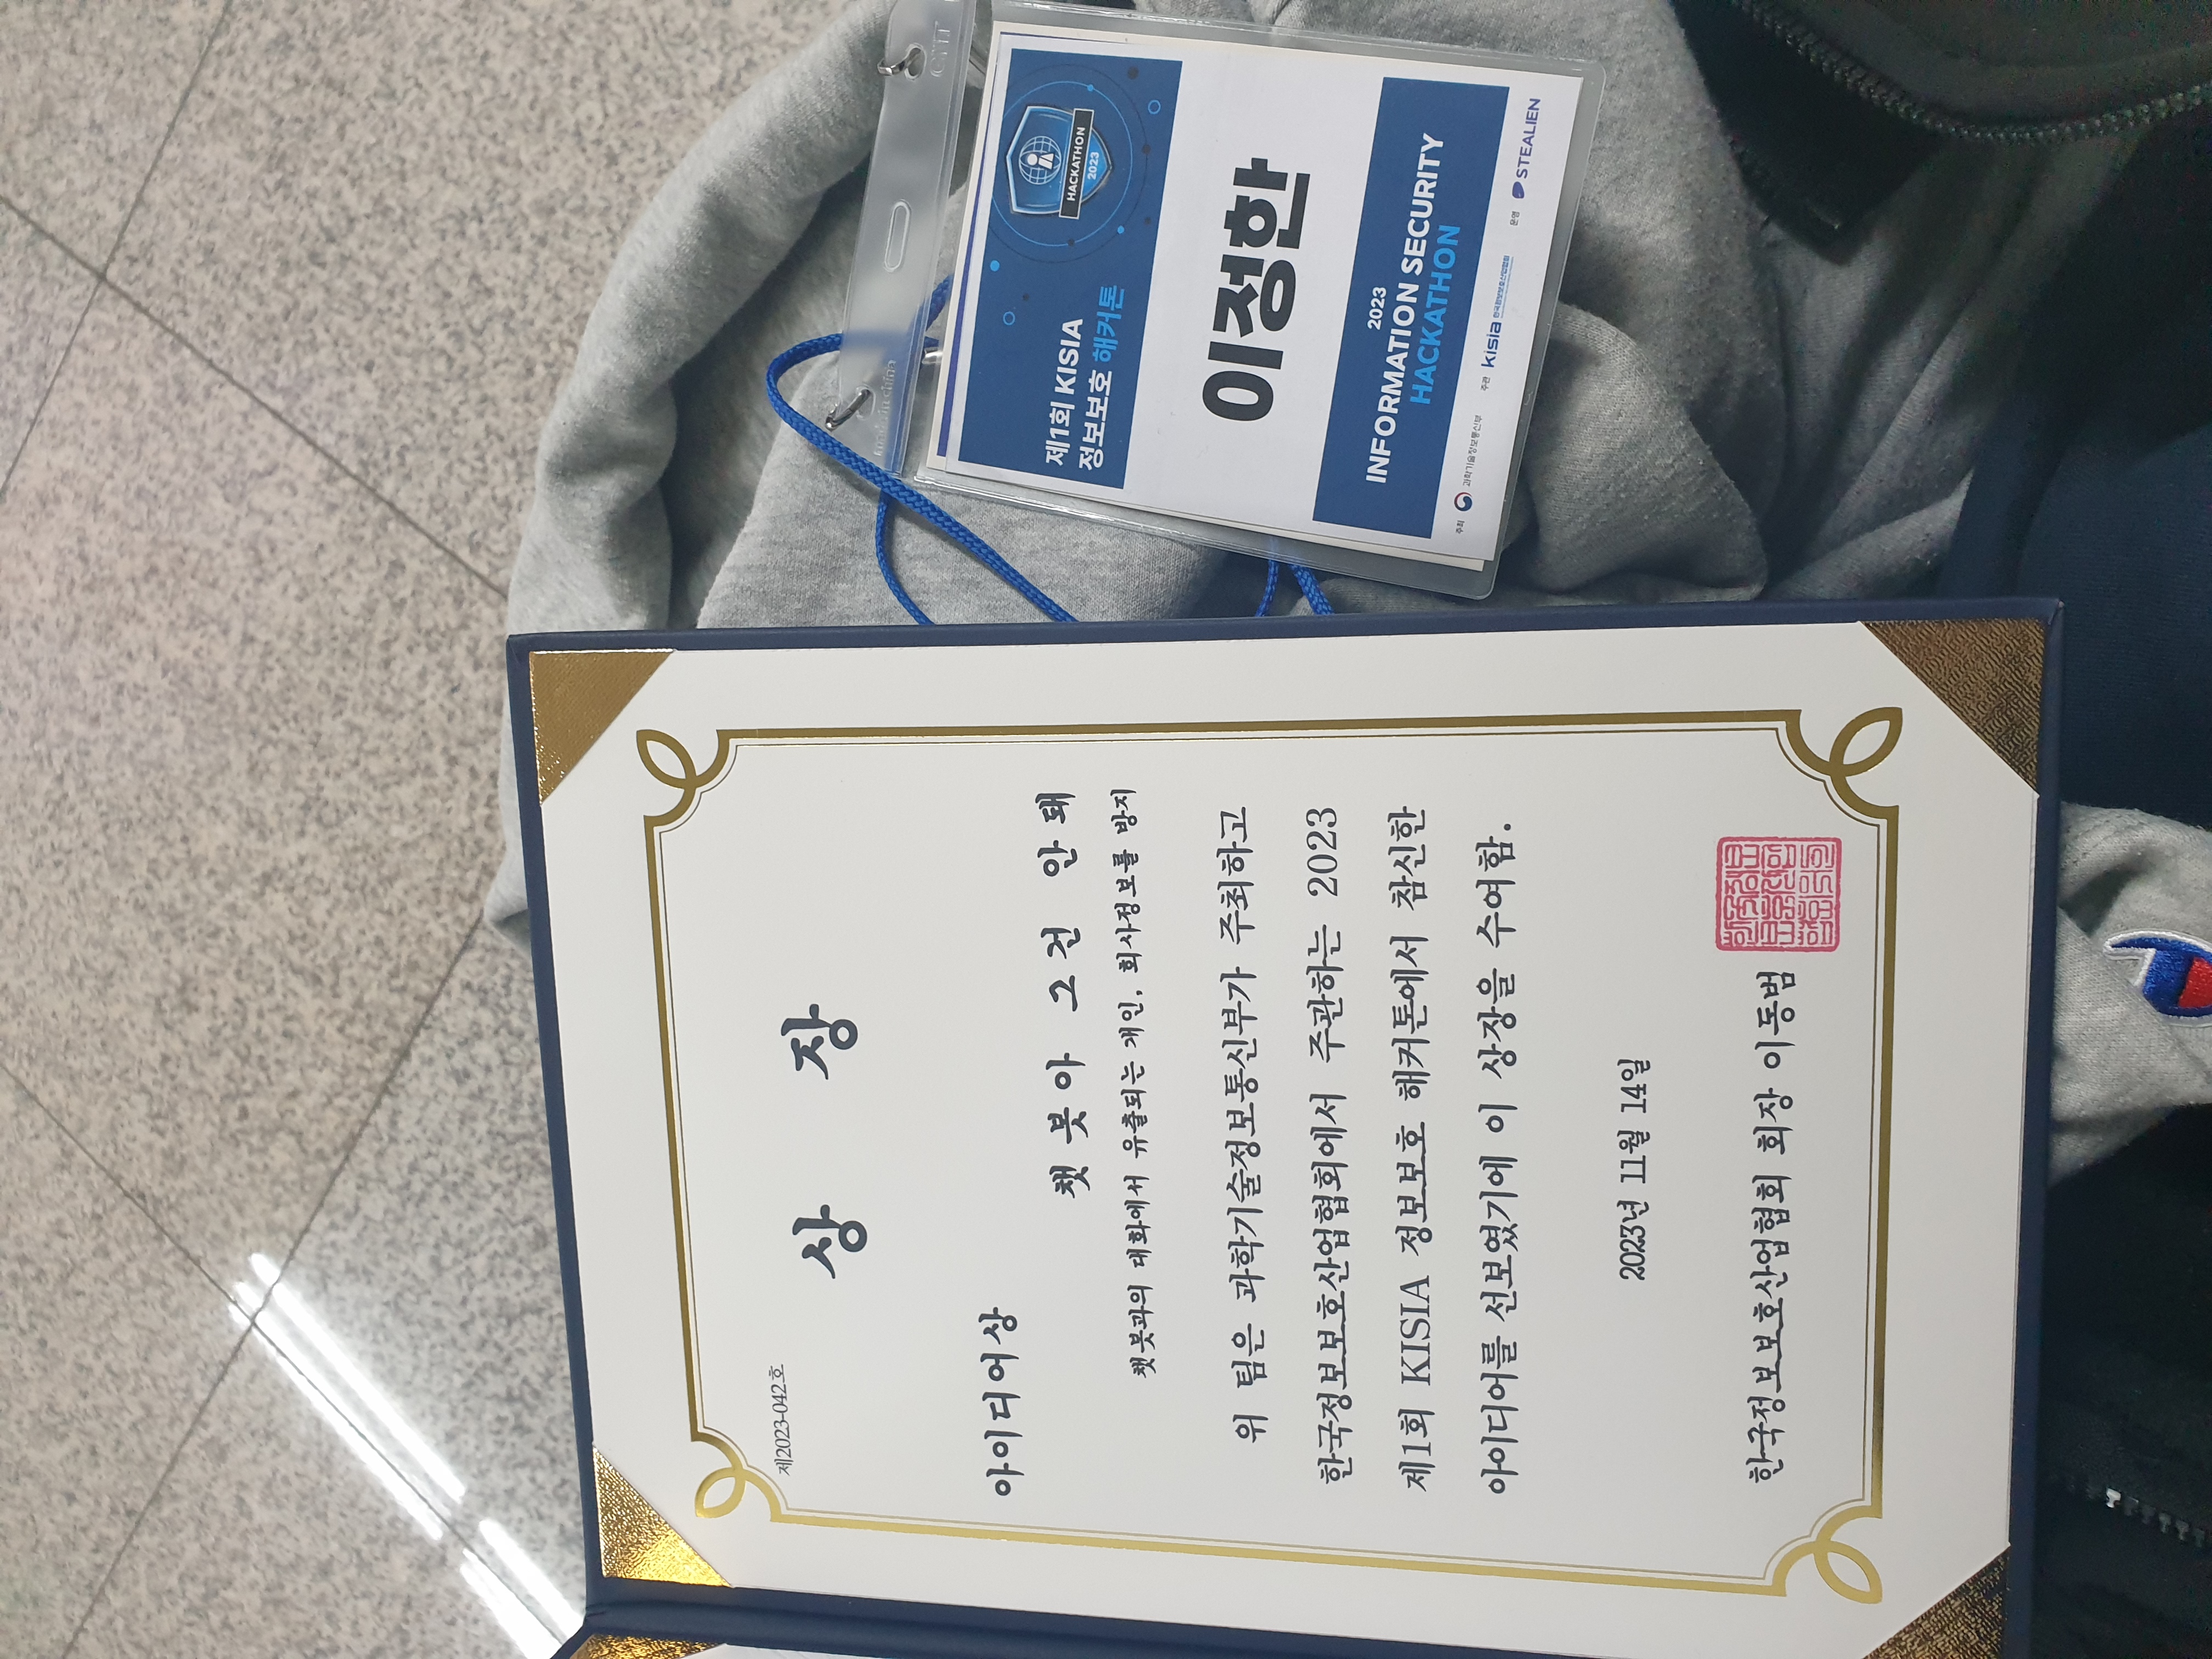 제2023-042호
상 장
아이디어상
챗봇아 그건 안돼
챗봇과의 대화에서 유출되는 개인, 회사정보를 방지
위 팀은 과학기술정보통신부가 주최하고
한국정보보호산업협회에서 주관하는 2023
제1회 KISIA 정보보호 해커톤에서 참신한
아이디어를 선보였기에 이 상장을 수여함.
2023년 11월 14일
한국정보보호산업협회 회장 이동범
made in china
제1회 KISIA
정보보호 해커톤
HACKATHON
2023
이정한
2023
INFORMATION SECURITY
HACKATHON
주최 과학기술정보통신부 주관 kisia 한국정보보호산업협회 운영 STEALIEN